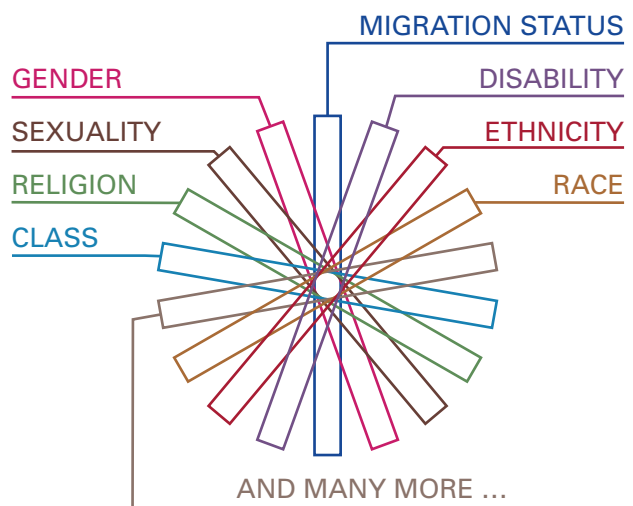 MIGRATION STATUS
GENDER
DISABILITY
SEXUALITY
ETHNICITY
RELIGION
RACE
CLASS
AND MANY MORE ...